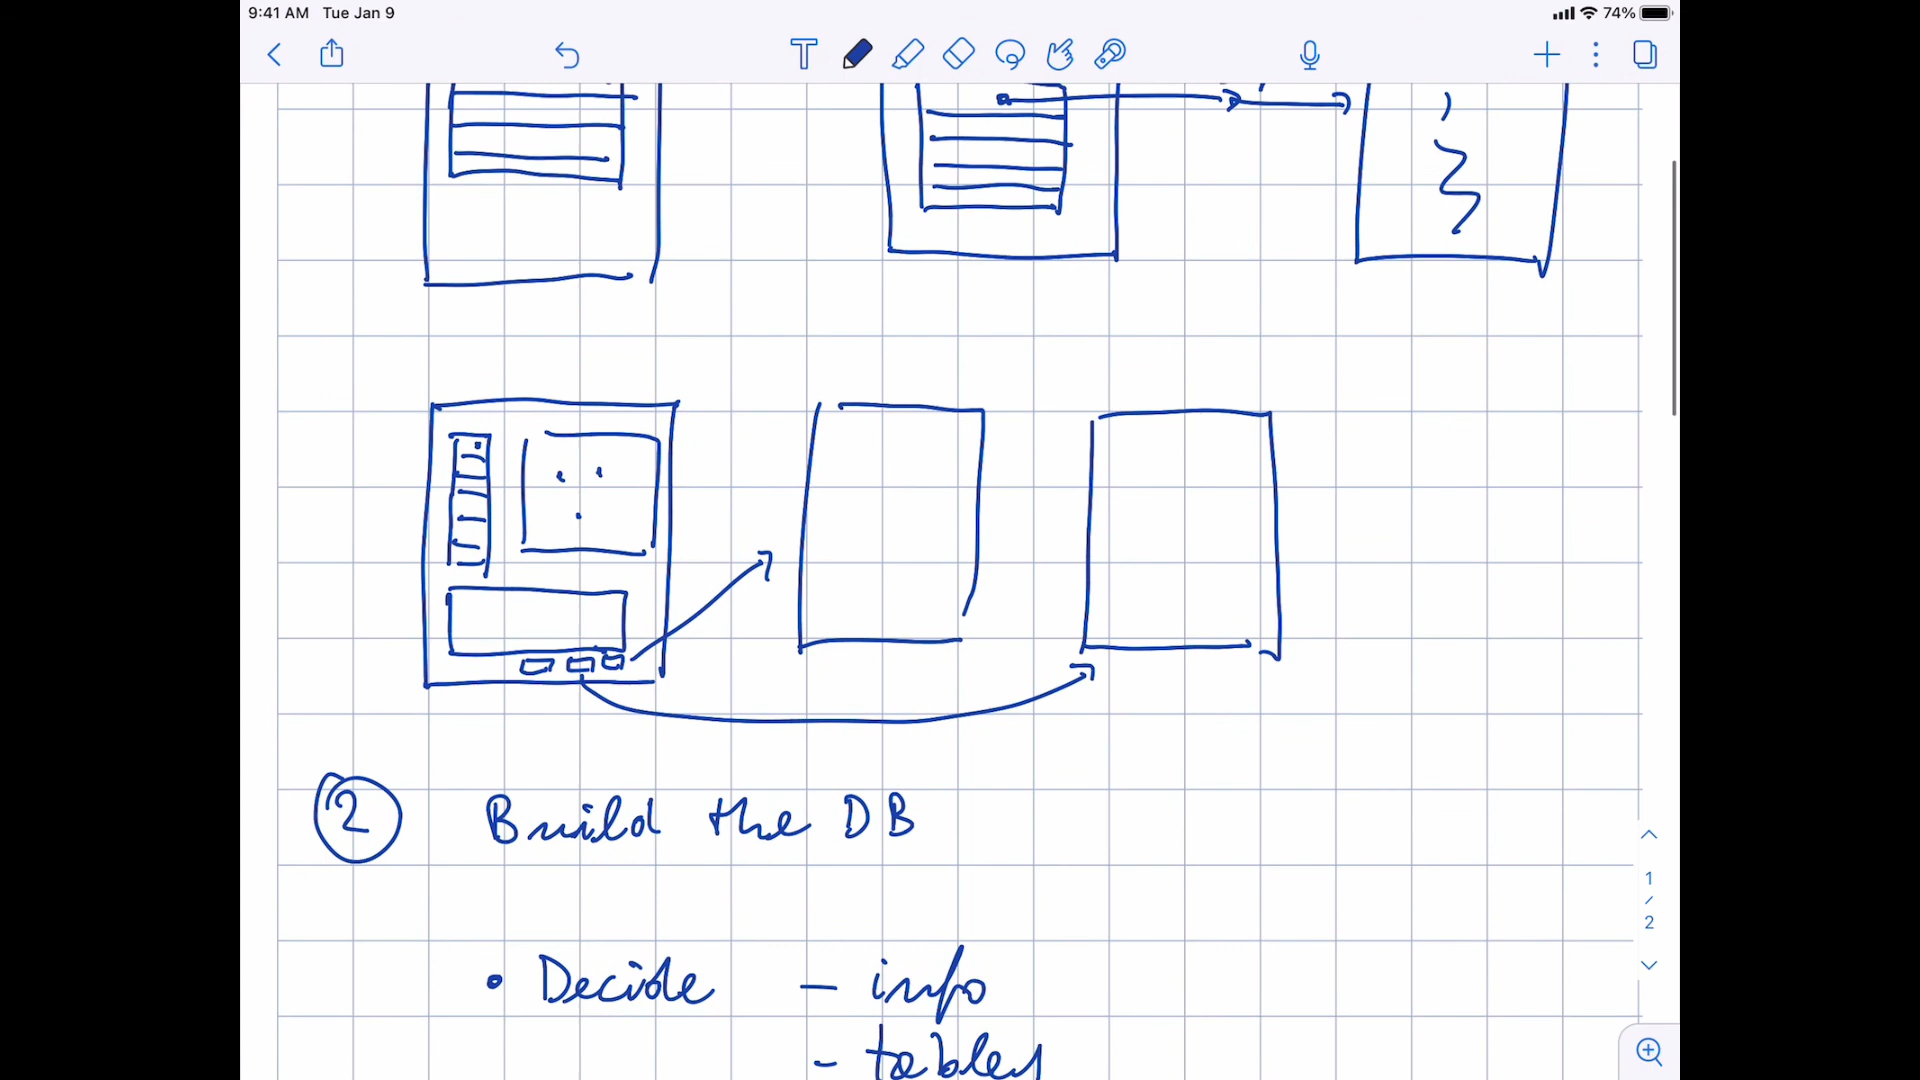 9:41 AM Tue Jan 9 74%
2 Build the DB
• Decide - info
- tables
1
/
2